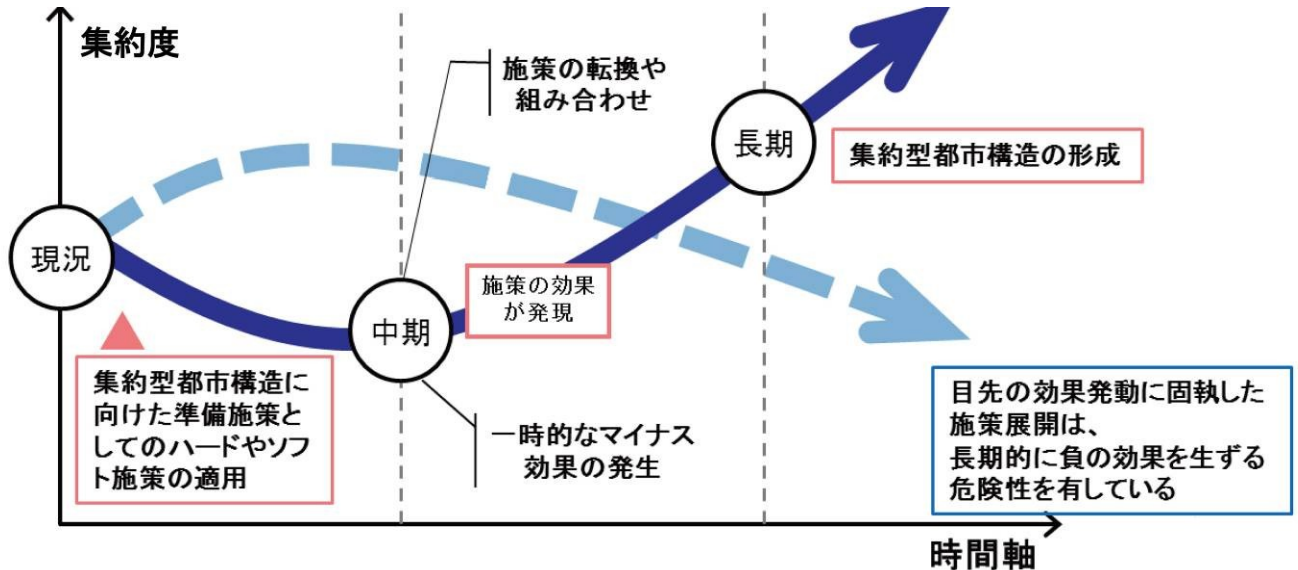 集約度
施策の転換や
組み合わせ
長期
集約型都市構造の形成
現況
施策の効果
が発現
中期
集約型都市構造に
向けた準備施策と
してのハードやソフ
ト施策の適用
一時的なマイナス
効果の発生
目先の効果発動に固執した
施策展開は、
長期的に負の効果を生ずる
危険性を有している
時間軸